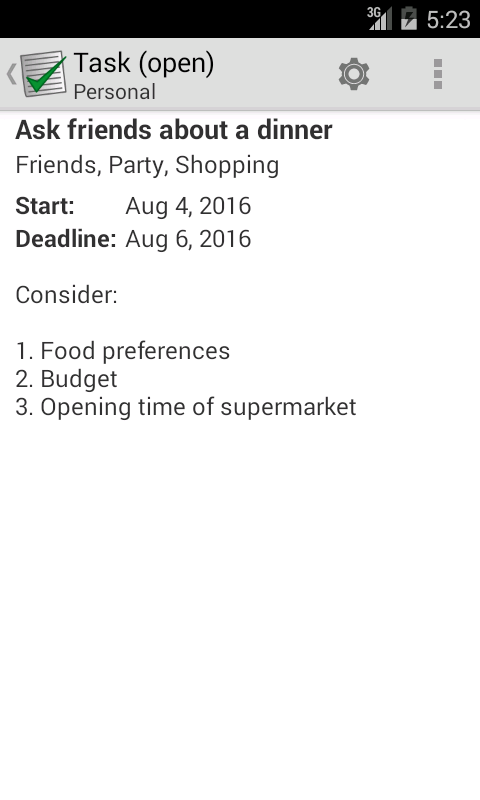 3G
5:23
Task (open)
Personal
Ask friends about a dinner
Friends, Party, Shopping
Start: Aug 4, 2016
Deadline: Aug 6, 2016
Consider:
1. Food preferences
2. Budget
3. Opening time of supermarket